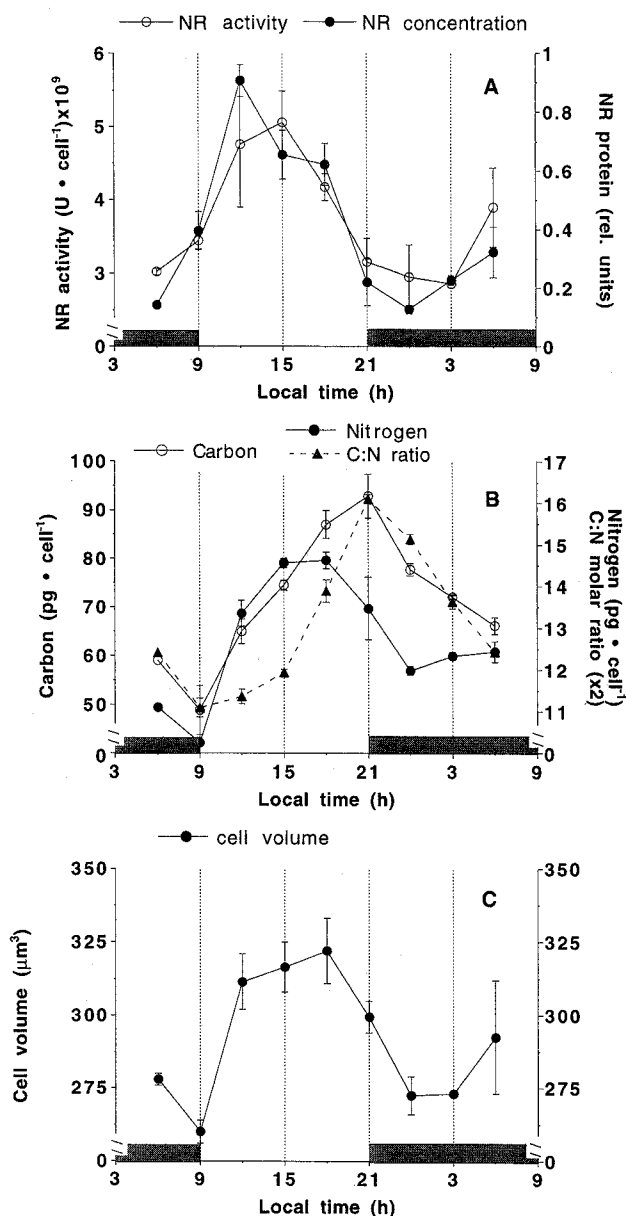 NR activity NR concentration
A
NR activity (U • cell⁻¹)×10⁹
6
5
4
3
0
NR protein (rel. units)
1
0.8
0.6
0.4
0.2
0
3 9 15 21 3 9
Local time (h)
Nitrogen
Carbon C:N ratio
B
Carbon (pg • cell⁻¹)
100
90
80
70
60
50
0
Nitrogen (pg • cell⁻¹)
C:N molar ratio
(x2)
17
16
15
14
13
12
11
0
3 9 15 21 3 9
Local time (h)
cell volume
C
Cell volume (μm³)
350
325
300
275
0
350
325
300
275
0
3 9 15 21 3 9
Local time (h)